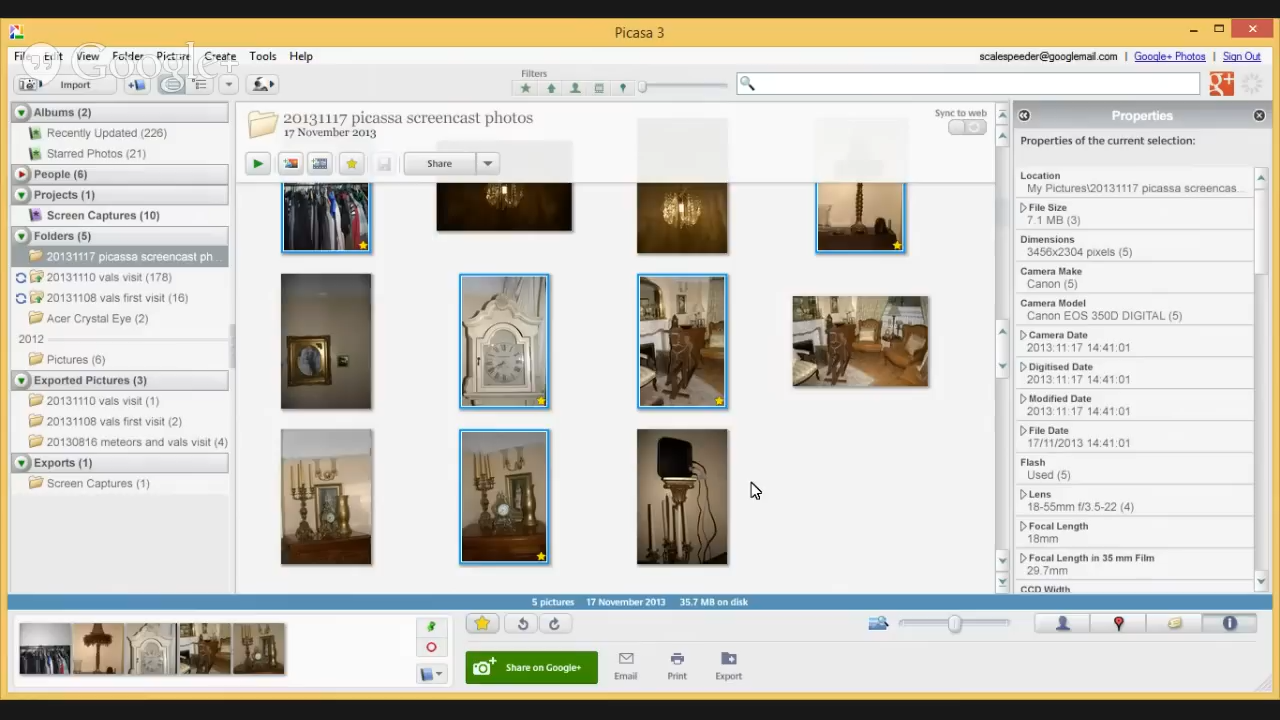 Picasa 3
File Edit View Folder Picture Create Tools Help
Google+
scalespeeder@googlemail.com | Google+ Photos | Sign Out
Import
Filters
Albums (2)
Recently Updated (226)
Starred Photos (21)
People (6)
Projects (1)
Screen Captures (10)
Folders (5)
20131117 picassa screencast ph...
20131110 vals visit (178)
20131108 vals first visit (16)
Acer Crystal Eye (2)
2012
Pictures (6)
Exported Pictures (3)
20131110 vals visit (1)
20131108 vals first visit (2)
20130816 meteors and vals visit (4)
Exports (1)
Screen Captures (1)
20131117 picassa screencast photos
17 November 2013
Sync to web
Share
Properties
Properties of the current selection:
Location
My Pictures\20131117 picassa screencas...
File Size
7.1 MB (3)
Dimensions
3456x2304 pixels (5)
Camera Make
Canon (5)
Camera Model
Canon EOS 350D DIGITAL (5)
Camera Date
2013:11:17 14:41:01
Digitised Date
2013:11:17 14:41:01
Modified Date
2013:11:17 14:41:01
File Date
17/11/2013 14:41:01
Flash
Used (5)
Lens
18-55mm f/3.5-22 (4)
Focal Length
18mm
Focal Length in 35 mm Film
29.7mm
CCD Width
5 pictures 17 November 2013 35.7 MB on disk
Share on Google+
Email
Print
Export